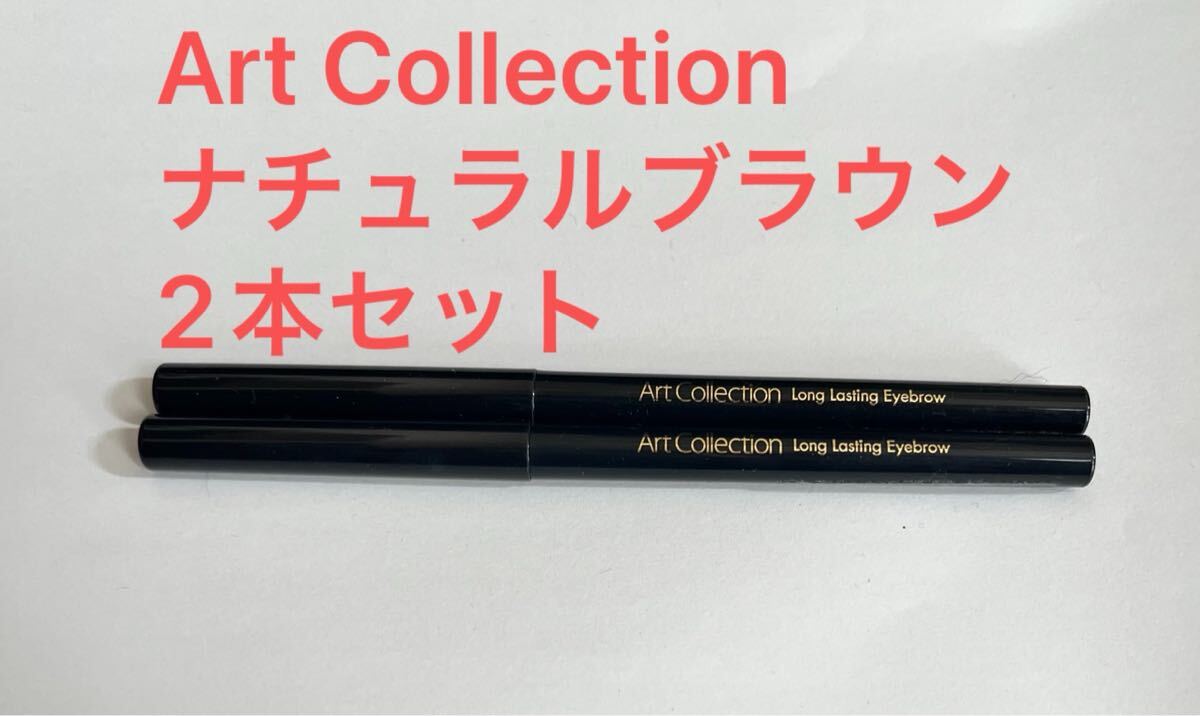 Art Collection
ナチュラルブラウン
2本セット
Art Collection Long Lasting Eyebrow
Art Collection Long Lasting Eyebrow